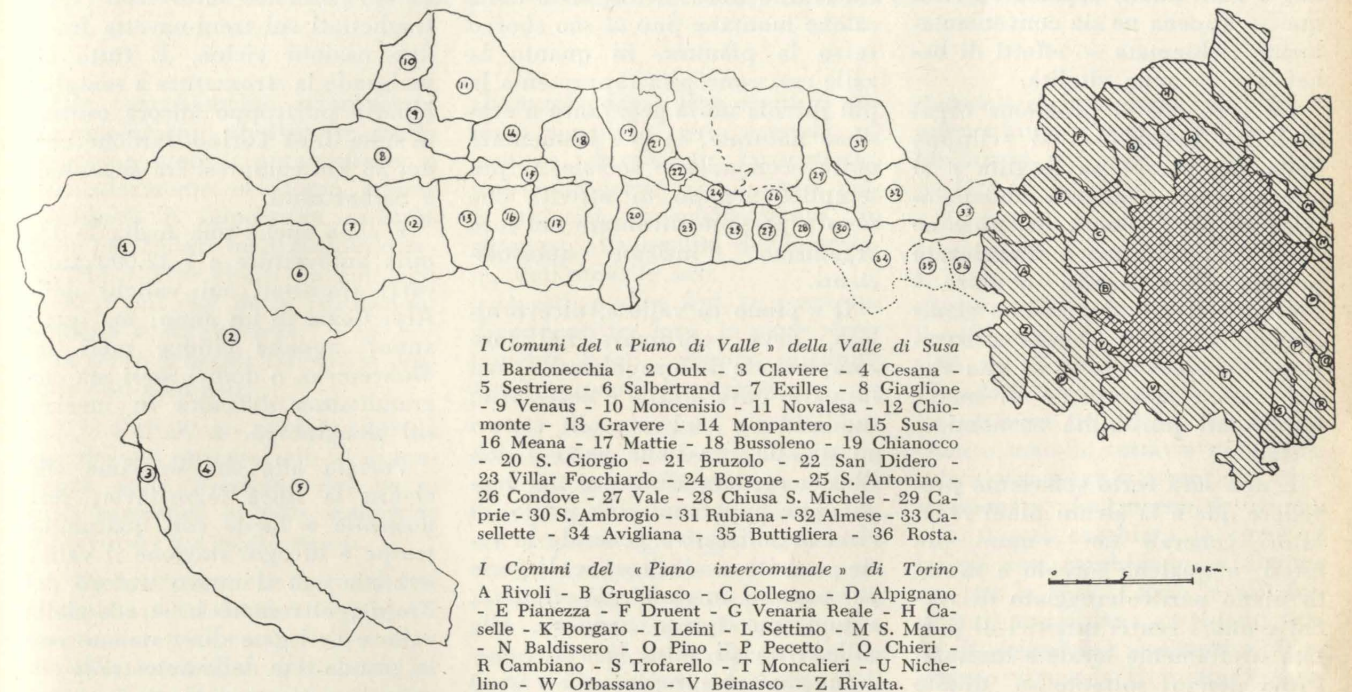 I Comuni del « Piano di Valle » della Valle di Susa
1 Bardonecchia - 2 Oulx - 3 Claviere - 4 Cesana
5 Sestriere - 6 Salbertrand - 7 Exilles - 8 Giaglione
- 9 Venaus - 10 Moncenisio - 11 Novalesa - 12 Chio-
monte - 13 Gravere - 14 Monpantero - 15 Susa
16 Meana - 17 Mattie - 18 Bussoleno - 19 Chianocco
- 20 S. Giorgio - 21 Bruzolo - 22 San Didero -
23 Villar Focchiardo - 24 Borgone - 25 S. Antonino
26 Condove - 27 Vale - 28 Chiusa S. Michele - 29 Ca-
prie - 30 S. Ambrogio - 31 Rubiana - 32 Almese - 33 Ca-
sellette - 34 Avigliana - 35 Buttigliera - 36 Rosta.
I Comuni del « Piano intercomunale » di Torino
A Rivoli - B Grugliasco - C Collegno - D Alpignano
- E Pianezza - F Druent - G Venaria Reale - H Ca-
selle - K Borgaro - I Leinì - L Settimo - M S. Mauro
- N Baldissero - O Pino - P Pecetto - Q Chieri
R Cambiano - S Trofarello - T Moncalieri - U Niche-
lino - W Orbassano - V Beinasco - Z Rivalta.